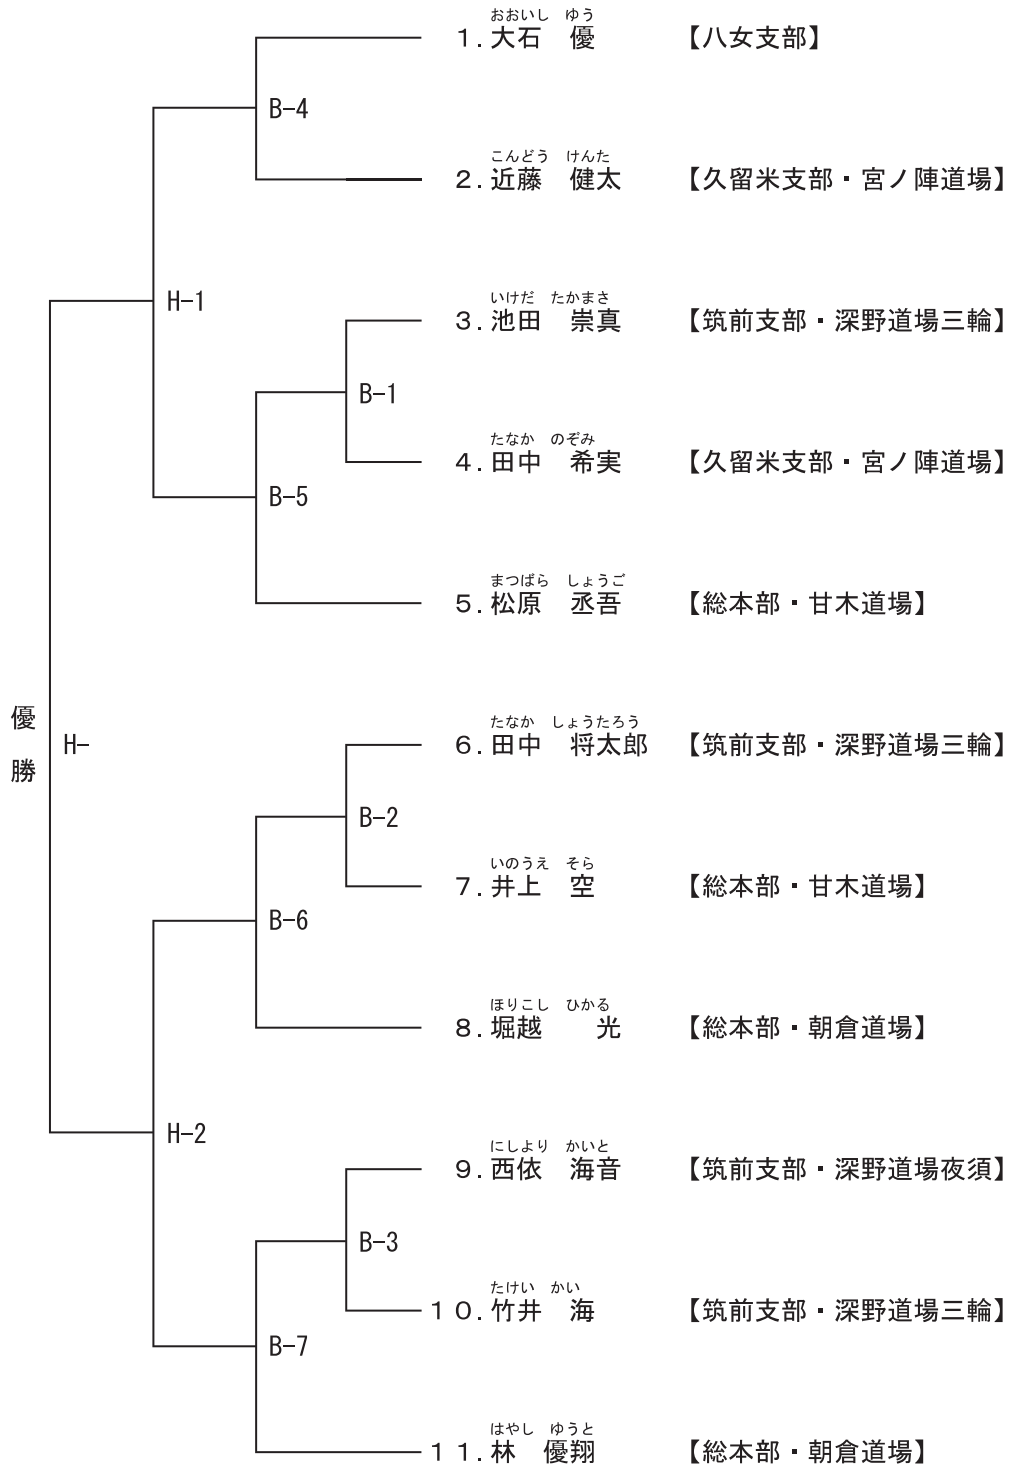 おおいし　ゆう
１.大石　優　【八女支部】
B−4
こんどう　けんた
２.近藤　健太　【久留米支部・宮ノ陣道場】
いけだ　たかまさ
H−1
３.池田　崇真　【筑前支部・深野道場三輪】
B−1
たなか　のぞみ
４.田中　希実　【久留米支部・宮ノ陣道場】
B−5
まつばら　しょうご
５.松原　丞吾　【総本部・甘木道場】
優勝
H−
たなか　しょうたろう
６.田中　将太郎　【筑前支部・深野道場三輪】
B−2
いのうえ　そら
７.井上　空　【総本部・甘木道場】
B−6
ほりこし　ひかる
８.堀越　　光　【総本部・朝倉道場】
H−2
にしより　かいと
９.西依　海音　【筑前支部・深野道場夜須】
B−3
たけい　かい
１０.竹井　海　【筑前支部・深野道場三輪】
B−7
はやし　ゆうと
１１.林　優翔　【総本部・朝倉道場】